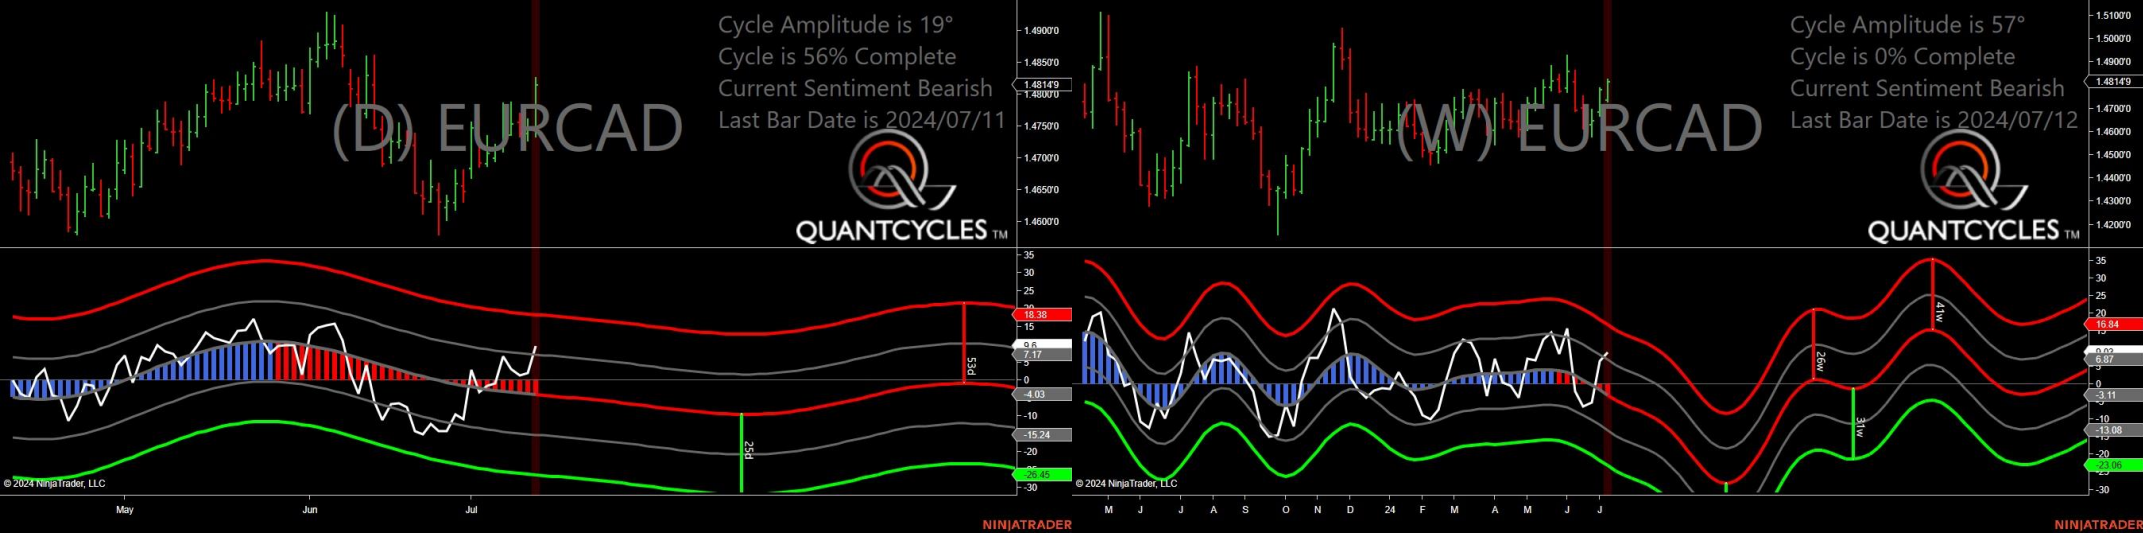 Cycle Amplitude is 19°
Cycle is 56% Complete
Current Sentiment Bearish
Last Bar Date is 2024/07/11
(D) EURCAD
QUANTCYCLES TM
1.4900'0
1.4850'0
1.4814'9
1.4800'0
1.4750'0
1.4700'0
1.4650'0
1.4600'0
35
30
25
20
18.38
15
9.6
7.17
5
0
-4.03
-10
-15.24
-20
-26.45
-30
53d
25d
© 2024 NinjaTrader, LLC
May Jun Jul
NINJATRADER
Cycle Amplitude is 57°
Cycle is 0% Complete
Current Sentiment Bearish
Last Bar Date is 2024/07/12
(W) EURCAD
QUANTCYCLES TM
1.5100'0
1.5000'0
1.4900'0
1.4814'9
1.4700'0
1.4600'0
1.4500'0
1.4400'0
1.4300'0
1.4200'0
35
30
25
20
16.84
6.87
0
-3.11
-10
-13.08
-20
-23.06
-30
26w
31w
41w
© 2024 NinjaTrader, LLC
M J J A S O N D 24 F M A M J J
NINJATRADER